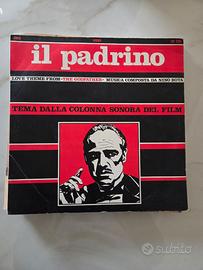 il padrino
LOVE THEME FROM «THE GODFATHER» MUSICA COMPOSTA DA NINO ROTA
TEMA DALLA COLONNA SONORA DEL FILM
subito